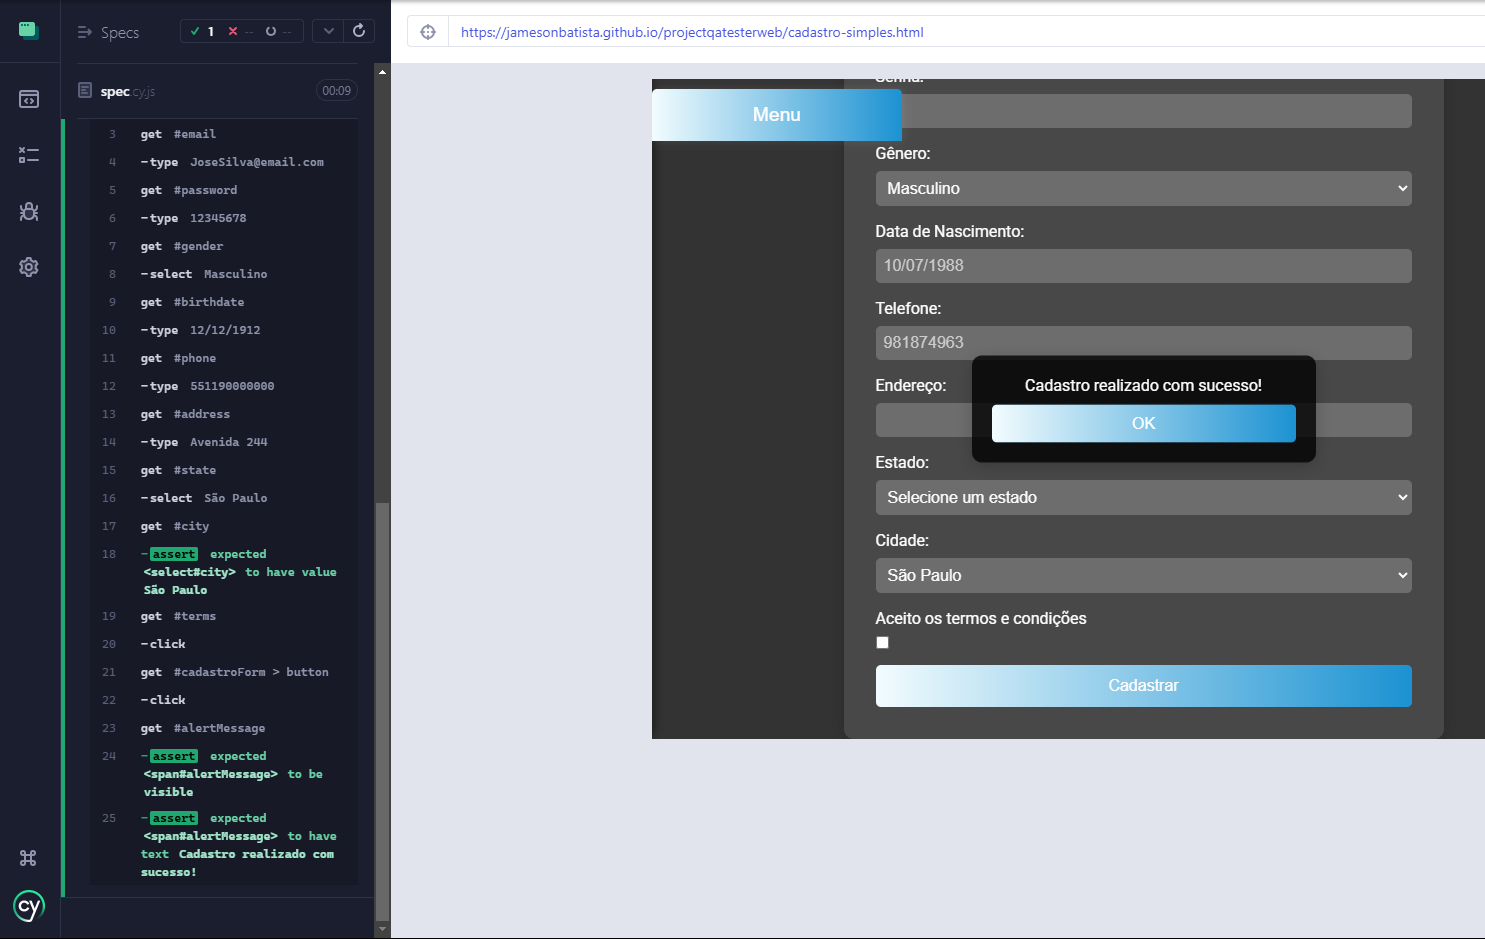 Specs
1 -- --
spec.cy.js 00:09
3 get #email
4 -type JoseSilva@email.com
5 get #password
6 -type 12345678
7 get #gender
8 -select Masculino
9 get #birthdate
10 -type 12/12/1912
11 get #phone
12 -type 551190000000
13 get #address
14 -type Avenida 244
15 get #state
16 -select São Paulo
17 get #city
18 -assert expected
<select#city> to have value
São Paulo
19 get #terms
20 -click
21 get #cadastroForm > button
22 -click
23 get #alertMessage
24 -assert expected
<span#alertMessage> to be
visible
25 -assert expected
<span#alertMessage> to have
text Cadastro realizado com
sucesso!
cy
https://jamesonbatista.github.io/projectqatesterweb/cadastro-simples.html
Senha:
Menu
Gênero:
Masculino
Data de Nascimento:
10/07/1988
Telefone:
981874963
Endereço:
Cadastro realizado com sucesso!
OK
Estado:
Selecione um estado
Cidade:
São Paulo
Aceito os termos e condições
Cadastrar